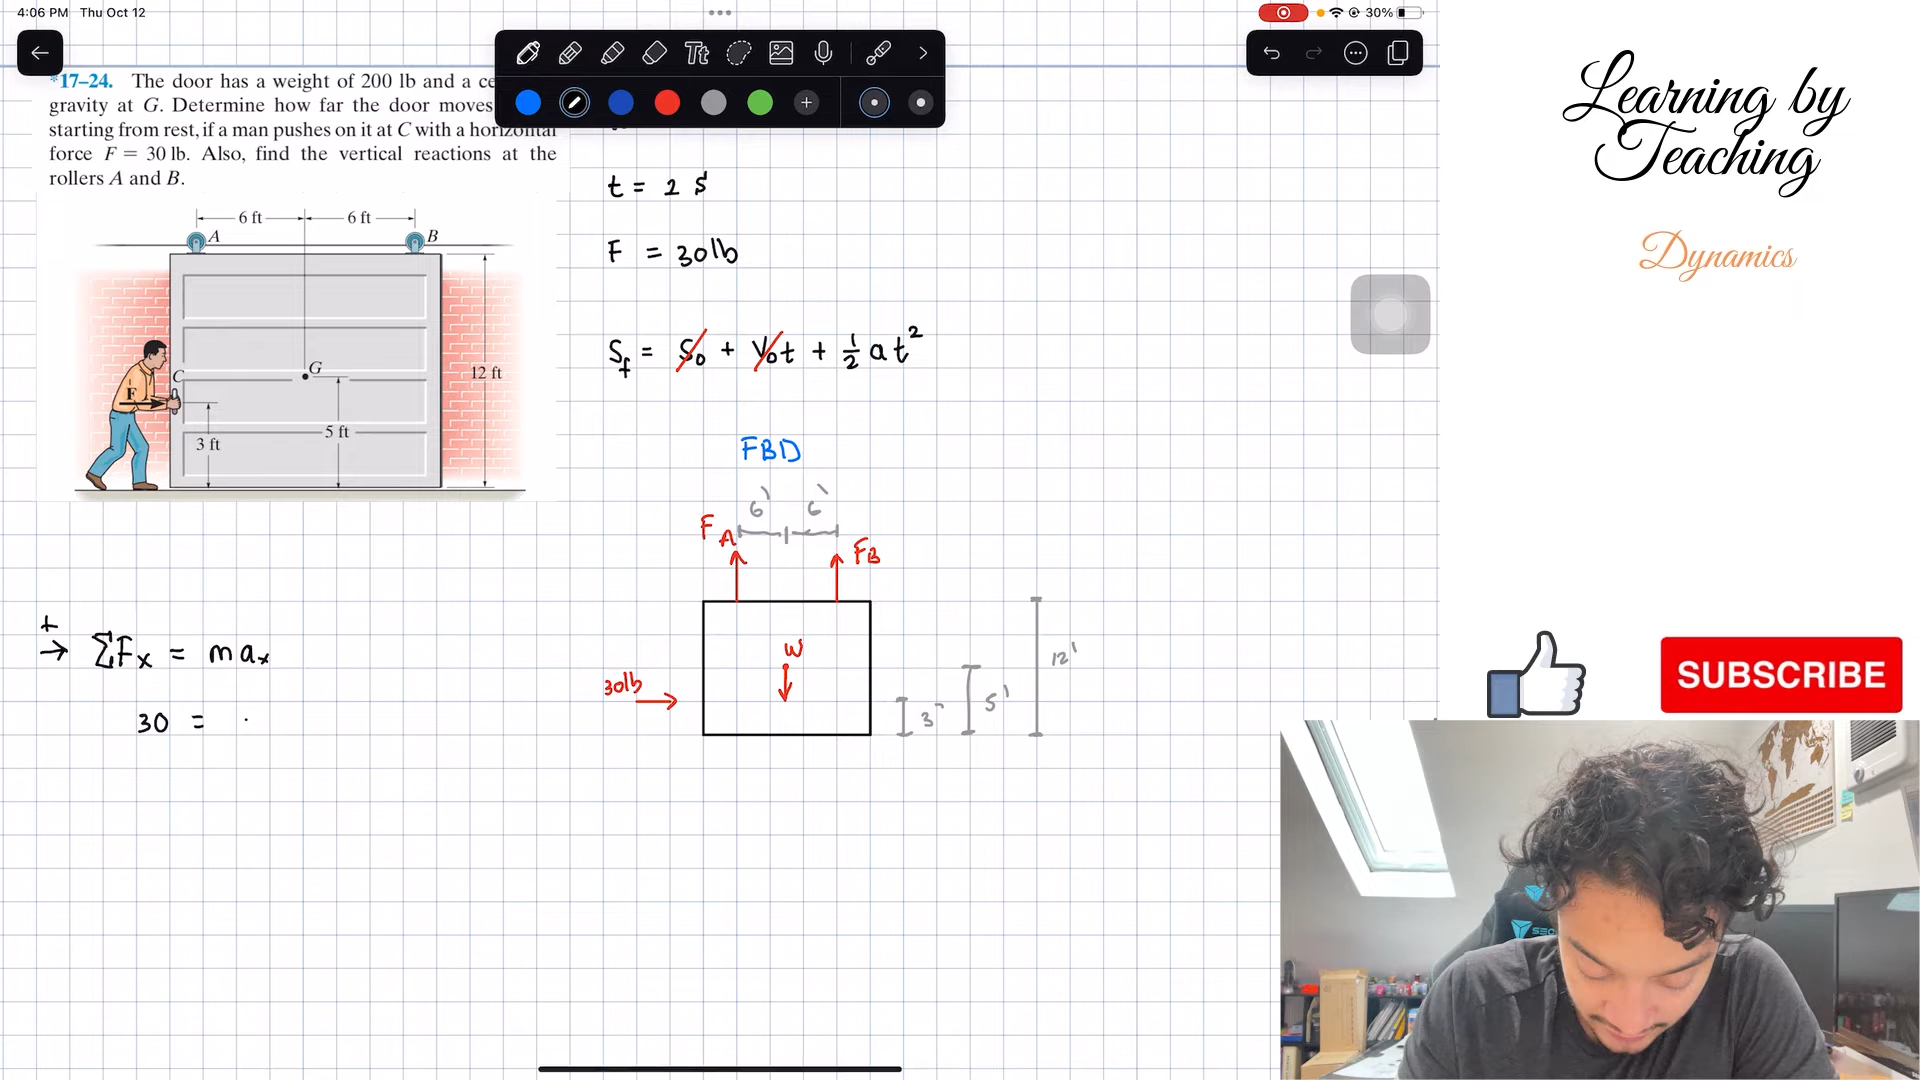 4:06 PM Thu Oct 12
30%
Tt
*17–24. The door has a weight of 200 lb and a ce
gravity at G. Determine how far the door moves
starting from rest, if a man pushes on it at C with a horizontal
force F = 30 lb. Also, find the vertical reactions at the
rollers A and B.
6 ft
6 ft
A
B
G
C
F
12 ft
5 ft
3 ft
t = 2 s
F = 30 lb
Sf = S0 + V0t + 1/2 at²
FBD
6'
6'
FA
FB
W
30lb
3'
5'
12'
+
→ ΣFx = max
30 =
Learning by
Teaching
Dynamics
SUBSCRIBE